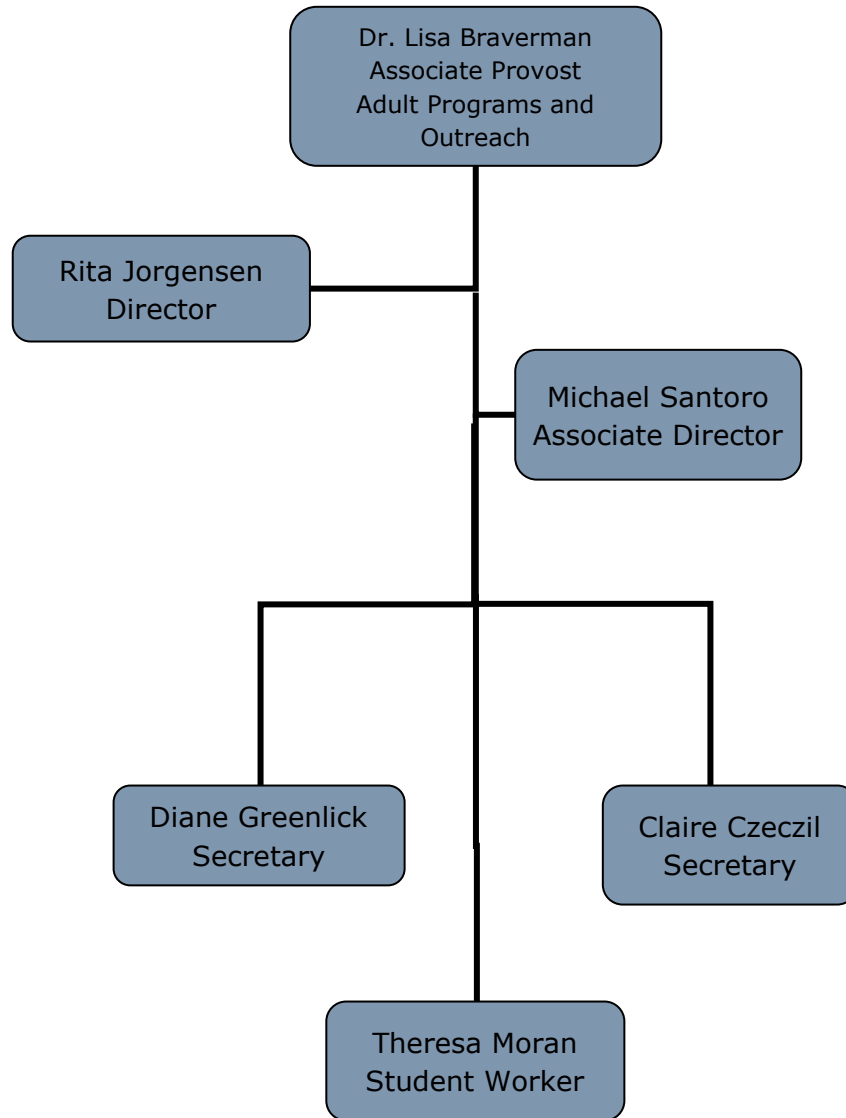 Dr. Lisa Braverman
Associate Provost
Adult Programs and
Outreach
Rita Jorgensen
Director
Michael Santoro
Associate Director
Diane Greenlick
Secretary
Claire Czeczil
Secretary
Theresa Moran
Student Worker